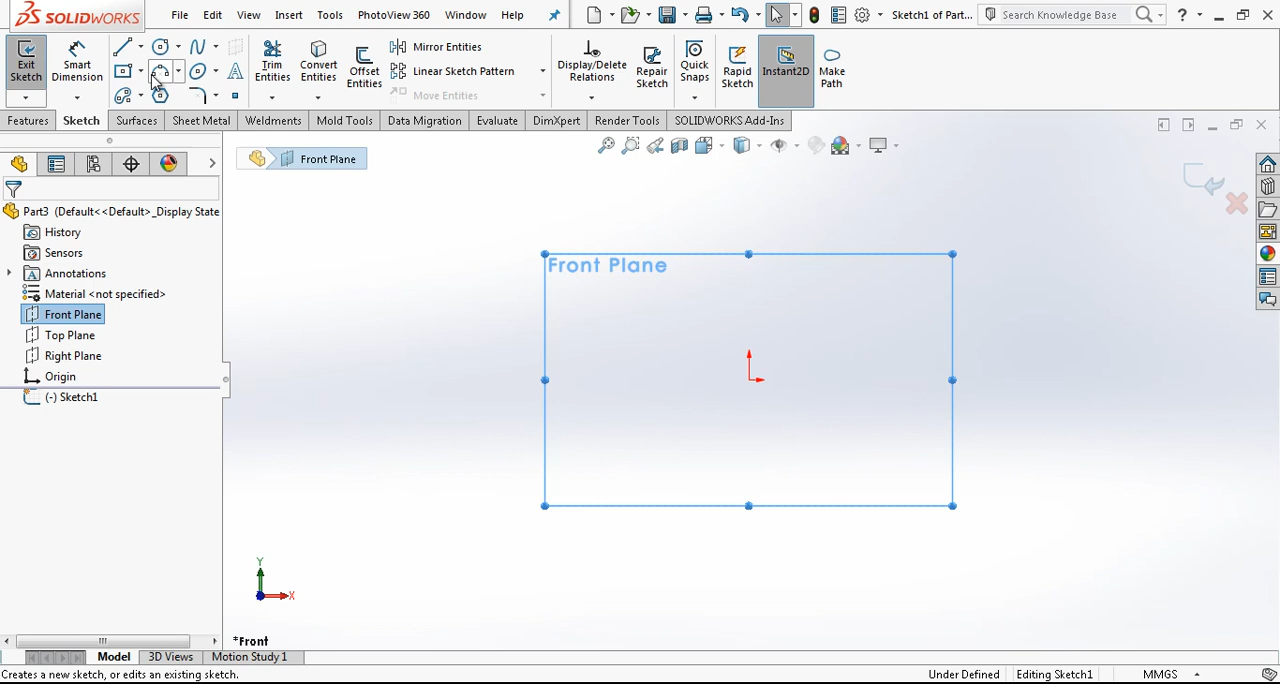 SOLIDWORKS File Edit View Insert Tools PhotoView 360 Window Help Sketch1 of Part... Search Knowledge Base ?
Exit Sketch Smart Dimension Trim Entities Convert Entities Offset Entities Mirror Entities Linear Sketch Pattern Move Entities Display/Delete Relations Repair Sketch Quick Snaps Rapid Sketch Instant2D Make Path
Features Sketch Surfaces Sheet Metal Weldments Mold Tools Data Migration Evaluate DimXpert Render Tools SOLIDWORKS Add-Ins
Front Plane
Part3 (Default<<Default>_Display State
History
Sensors
Annotations
Material <not specified>
Front Plane
Top Plane
Right Plane
Origin
(-) Sketch1
Front Plane
Y
X
*Front
Model 3D Views Motion Study 1
Creates a new sketch, or edits an existing sketch. Under Defined Editing Sketch1 MMGS